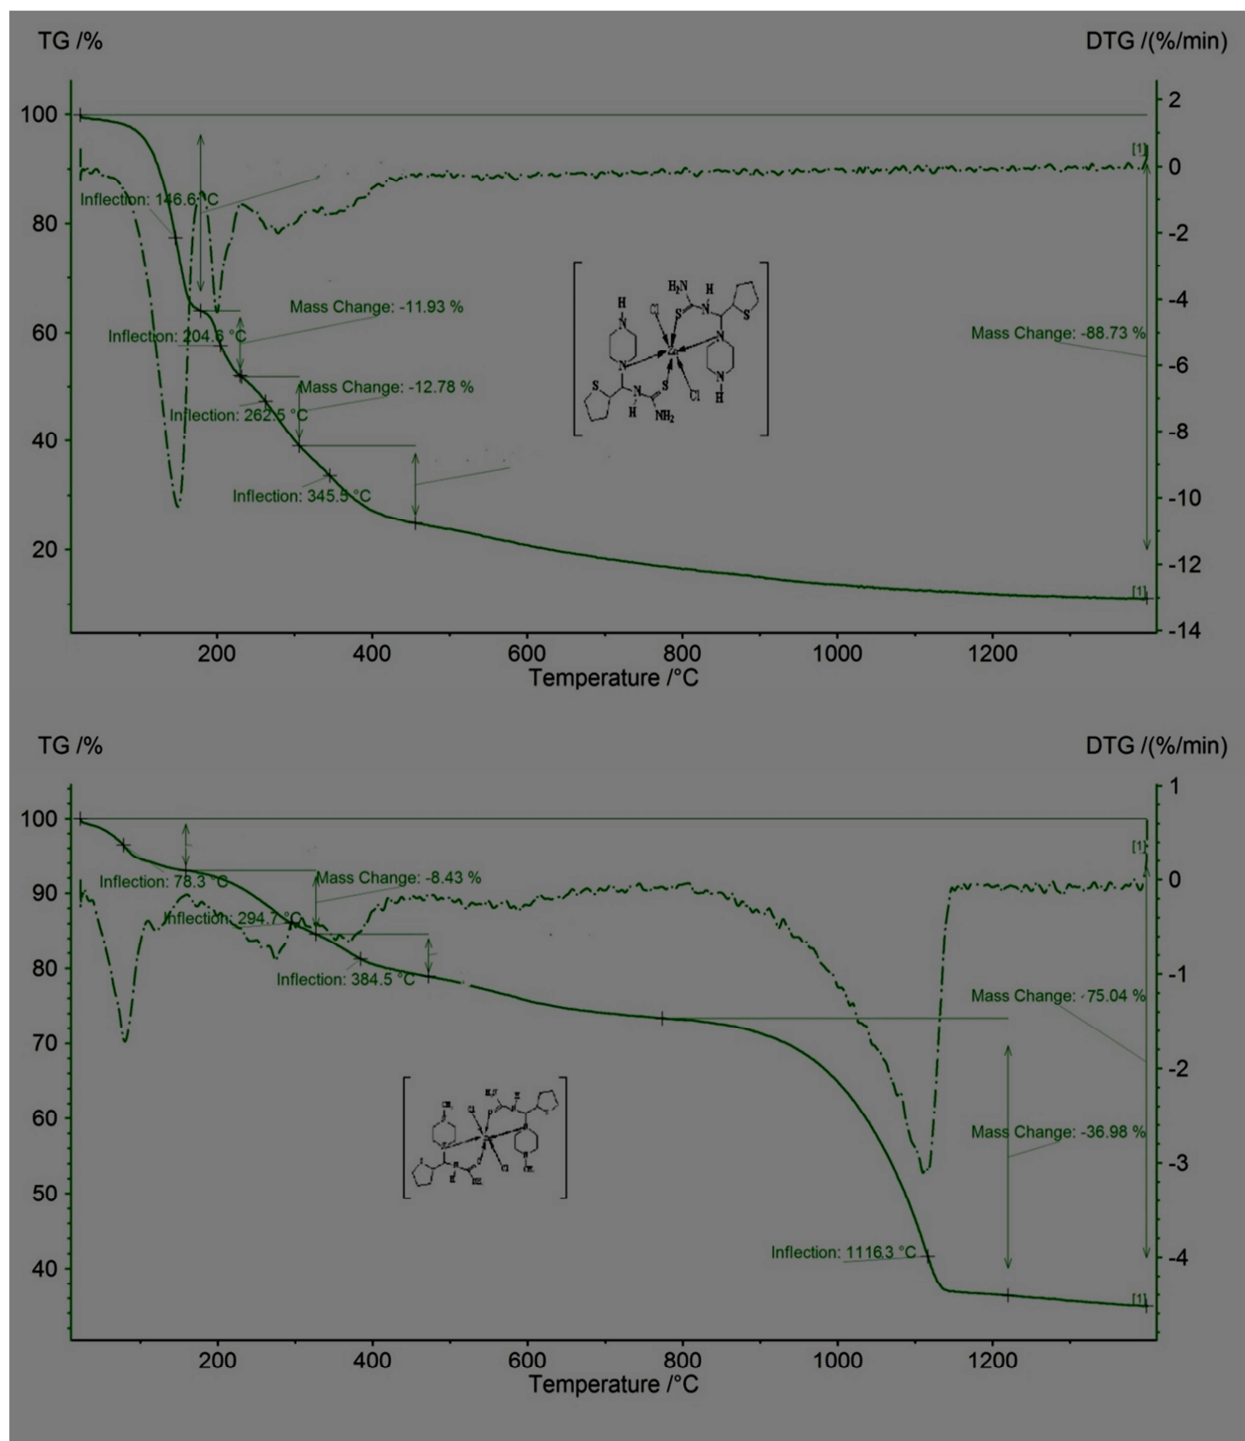 TG /%
DTG /(%/min)
100
80
60
40
20
2
0
-2
-4
-6
-8
-10
-12
-14
[1]
Inflection: 146.6 °C
Mass Change: -11.93 %
Inflection: 204.6 °C
Mass Change: -88.73 %
Mass Change: -12.78 %
Inflection: 262.5 °C
Inflection: 345.5 °C
H
N
Cl
H₂N
H
S
N
S
N
N
H
N
S
N
H
S
NH₂
Cl
[1]
200
400
600
800
1000
1200
Temperature /°C
TG /%
DTG /(%/min)
100
90
80
70
60
50
40
1
0
-1
-2
-3
-4
[1]
Inflection: 78.3 °C
Mass Change: -8.43 %
Inflection: 294.7 °C
Inflection: 384.5 °C
Mass Change: -75.04 %
Mass Change: -36.98 %
Inflection: 1116.3 °C
[1]
200
400
600
800
1000
1200
Temperature /°C